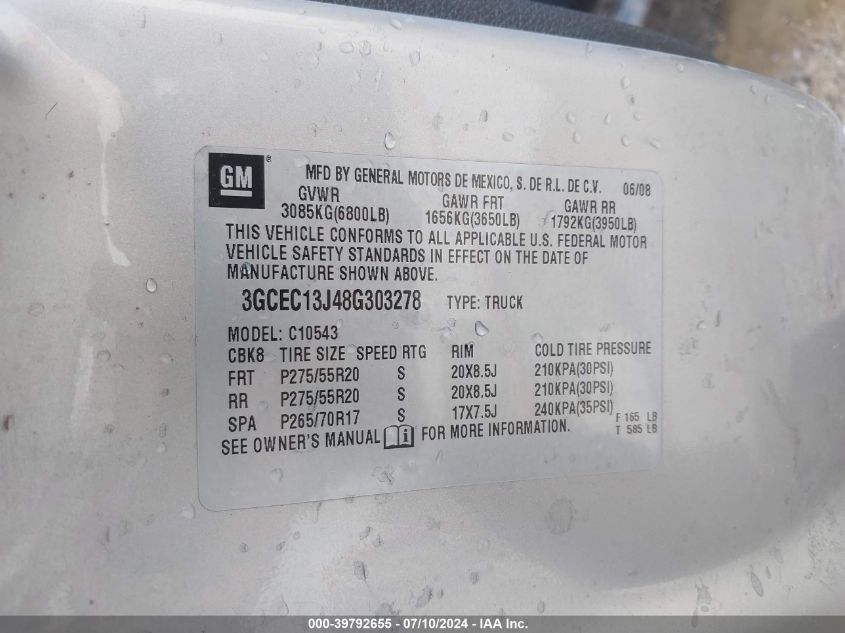 GM ® MFD BY GENERAL MOTORS DE MEXICO, S. DE R.L. DE C.V. 06/08
GVWR GAWR FRT GAWR RR
3085KG(6800LB) 1656KG(3650LB) 1792KG(3950LB)
THIS VEHICLE CONFORMS TO ALL APPLICABLE U.S. FEDERAL MOTOR
VEHICLE SAFETY STANDARDS IN EFFECT ON THE DATE OF
MANUFACTURE SHOWN ABOVE.
3GCEC13J48G303278 TYPE: TRUCK
MODEL: C10543
CBK8 TIRE SIZE SPEED RTG RIM COLD TIRE PRESSURE
FRT P275/55R20 S 20X8.5J 210KPA(30PSI)
RR P275/55R20 S 20X8.5J 210KPA(30PSI)
SPA P265/70R17 S 17X7.5J 240KPA(35PSI) F 165 LB
SEE OWNER'S MANUAL i FOR MORE INFORMATION. T 585 LB
000-39792655 - 07/10/2024 - IAA Inc.